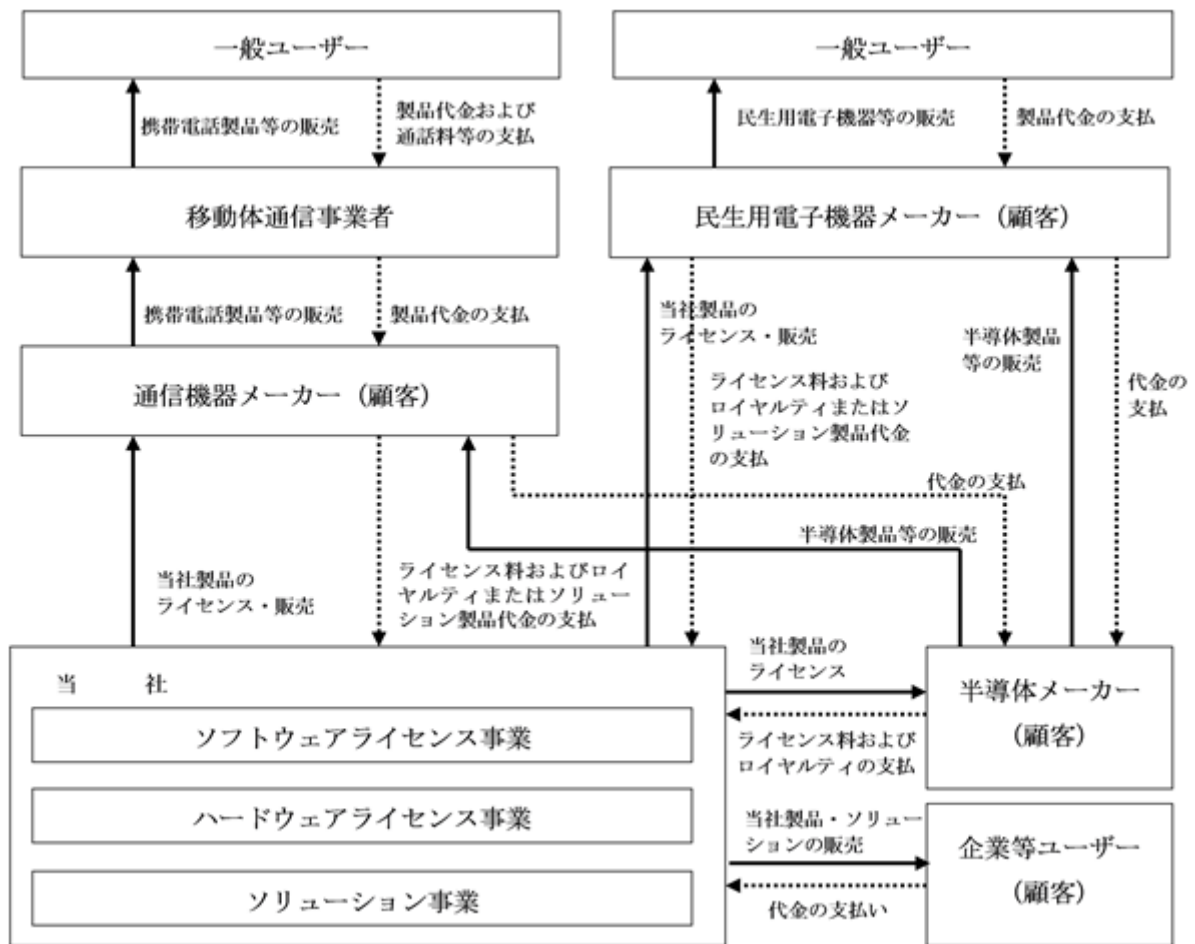 一般ユーザー
一般ユーザー
携帯電話製品等の販売
製品代金および
通話料等の支払
民生用電子機器等の販売
製品代金の支払
移動体通信事業者
民生用電子機器メーカー（顧客）
携帯電話製品等の販売
製品代金の支払
当社製品の
ライセンス・販売
半導体製品
等の販売
通信機器メーカー（顧客）
ライセンス料および
ロイヤルティまたはソ
リューション製品代金
の支払
代金の
支払
代金の支払
半導体製品等の販売
当社製品の
ライセンス・販売
ライセンス料およびロイ
ヤルティまたはソリュー
ション製品代金の支払
当社製品の
ライセンス
当　　社
ソフトウェアライセンス事業
ハードウェアライセンス事業
ソリューション事業
半導体メーカー
（顧客）
ライセンス料および
ロイヤルティの支払
当社製品・ソリュー
ションの販売
企業等ユーザー
（顧客）
代金の支払い